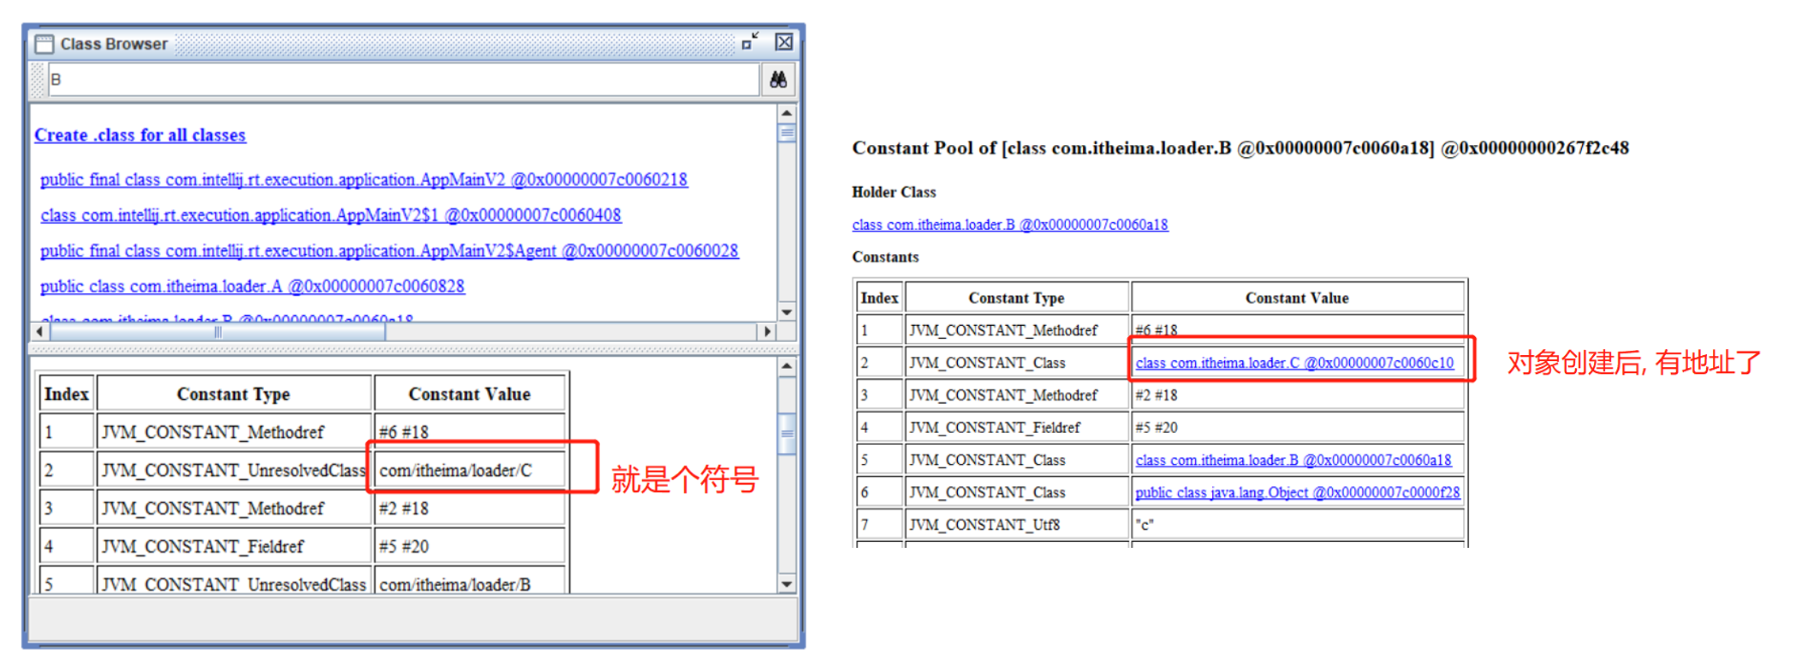 Class Browser
B
Create .class for all classes
public final class com.intellij.rt.execution.application.AppMainV2 @0x00000007c0060218
class com.intellij.rt.execution.application.AppMainV2$1 @0x00000007c0060408
public final class com.intellij.rt.execution.application.AppMainV2$Agent @0x00000007c0060028
public class com.itheima.loader.A @0x00000007c0060828
class com.itheima.loader.B @0x00000007c0060a18
Index Constant Type Constant Value
1 JVM_CONSTANT_Methodref #6 #18
2 JVM_CONSTANT_UnresolvedClass com/itheima/loader/C
就是个符号
3 JVM_CONSTANT_Methodref #2 #18
4 JVM_CONSTANT_Fieldref #5 #20
5 JVM_CONSTANT_UnresolvedClass com/itheima/loader/B
Constant Pool of [class com.itheima.loader.B @0x00000007c0060a18] @0x00000000267f2c48
Holder Class
class com.itheima.loader.B @0x00000007c0060a18
Constants
Index Constant Type Constant Value
1 JVM_CONSTANT_Methodref #6 #18
2 JVM_CONSTANT_Class class com.itheima.loader.C @0x00000007c0060c10
对象创建后, 有地址了
3 JVM_CONSTANT_Methodref #2 #18
4 JVM_CONSTANT_Fieldref #5 #20
5 JVM_CONSTANT_Class class com.itheima.loader.B @0x00000007c0060a18
6 JVM_CONSTANT_Class public class java.lang.Object @0x00000007c0000f28
7 JVM_CONSTANT_Utf8 "c"